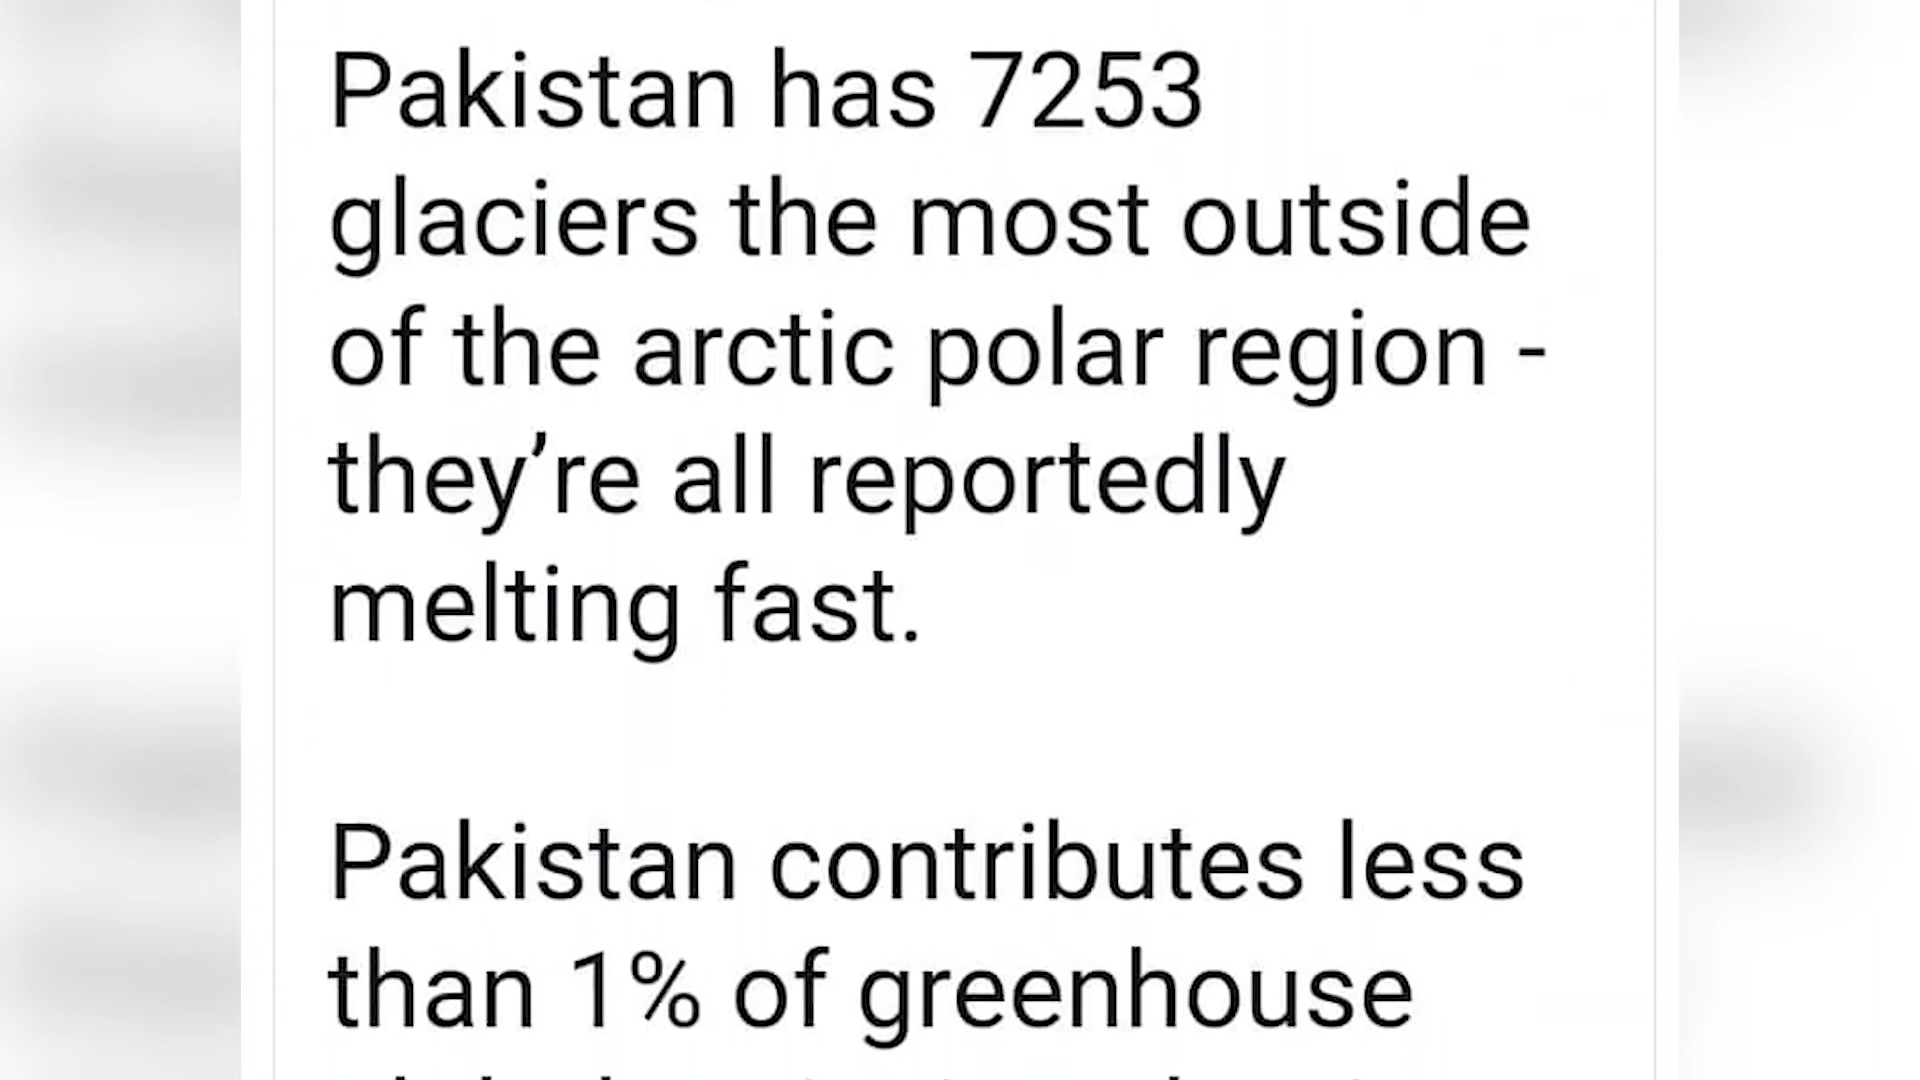 Pakistan has 7253
glaciers the most outside
of the arctic polar region -
they’re all reportedly
melting fast.
Pakistan contributes less
than 1% of greenhouse